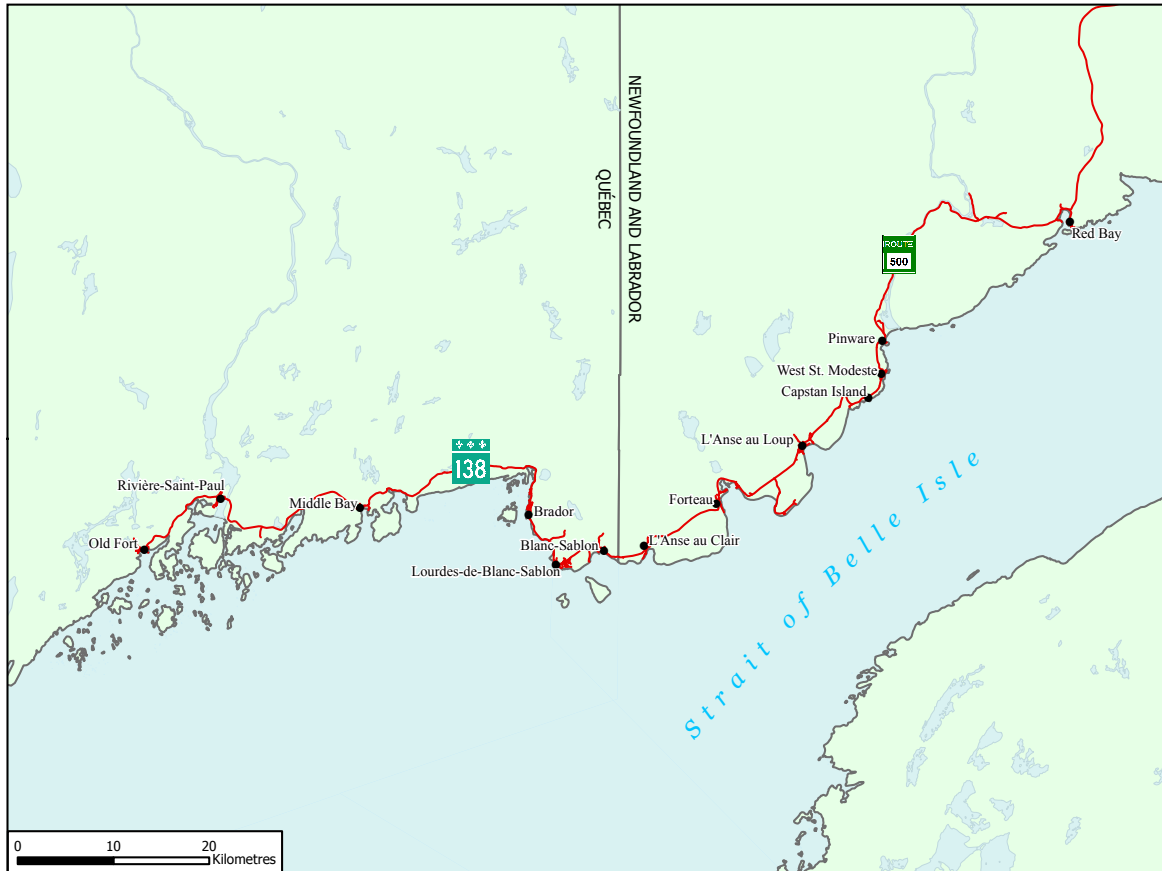 NEWFOUNDLAND AND LABRADOR
QUÉBEC
Red Bay
ROUTE
500
Pinware
West St. Modeste
Capstan Island
L'Anse au Loup
138
Rivière-Saint-Paul
Middle Bay
Forteau
Brador
Old Fort
Blanc-Sablon
L'Anse au Clair
Lourdes-de-Blanc-Sablon
Strait of Belle Isle
0 10 20
Kilometres